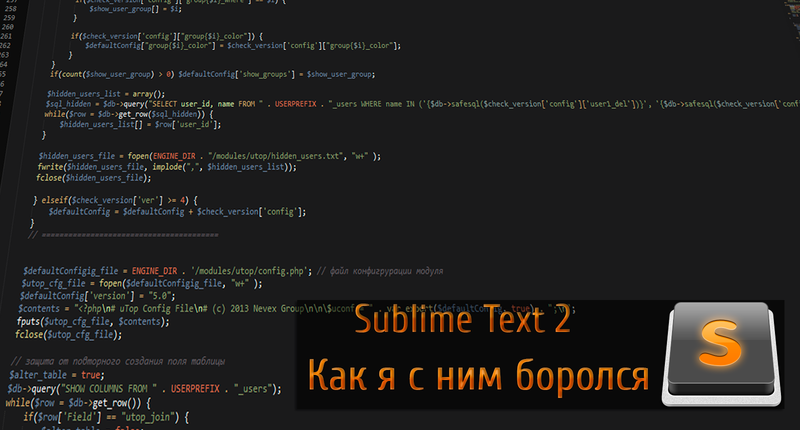 257
258 $show_user_group[] = $i;
259 }
260
261 if($check_version['config']["group{$i}_color"]) {
262 $defaultConfig["group{$i}_color"] = $check_version['config']["group{$i}_color"];
263 }
264 }
if(count($show_user_group) > 0) $defaultConfig['show_groups'] = $show_user_group;
$hidden_users_list = array();
$sql_hidden = $db->query("SELECT user_id, name FROM " . USERPREFIX . "_users WHERE name IN ('{$db->safesql($check_version['config']['user1_del'])}', '{$db->safesql($check_version['conf
while($row = $db->get_row($sql_hidden)) {
$hidden_users_list[] = $row['user_id'];
}
$hidden_users_file = fopen(ENGINE_DIR . "/modules/utop/hidden_users.txt", "w+" );
fwrite($hidden_users_file, implode(",", $hidden_users_list));
fclose($hidden_users_file);
} elseif($check_version['ver'] >= 4) {
$defaultConfig = $defaultConfig + $check_version['config'];
}
$defaultConfigig_file = ENGINE_DIR . '/modules/utop/config.php'; // файл конфигрурации модуля
$utop_cfg_file = fopen($defaultConfigig_file, "w+" );
$defaultConfig['version'] = "5.0";
$contents = "<?php\n# uTop Config File\n# (c) 2013 Nevex Group\n\n\$uconfig
fputs($utop_cfg_file, $contents);
fclose($utop_cfg_file);
// защита от повторного создания поля таблицы
$alter_table = true;
$db->query("SHOW COLUMNS FROM " . USERPREFIX . "_users");
while($row = $db->get_row()) {
if($row['Field'] == "utop_join") {
$alter_table = false;
Sublime Text 2
Как я с ним боролся
S